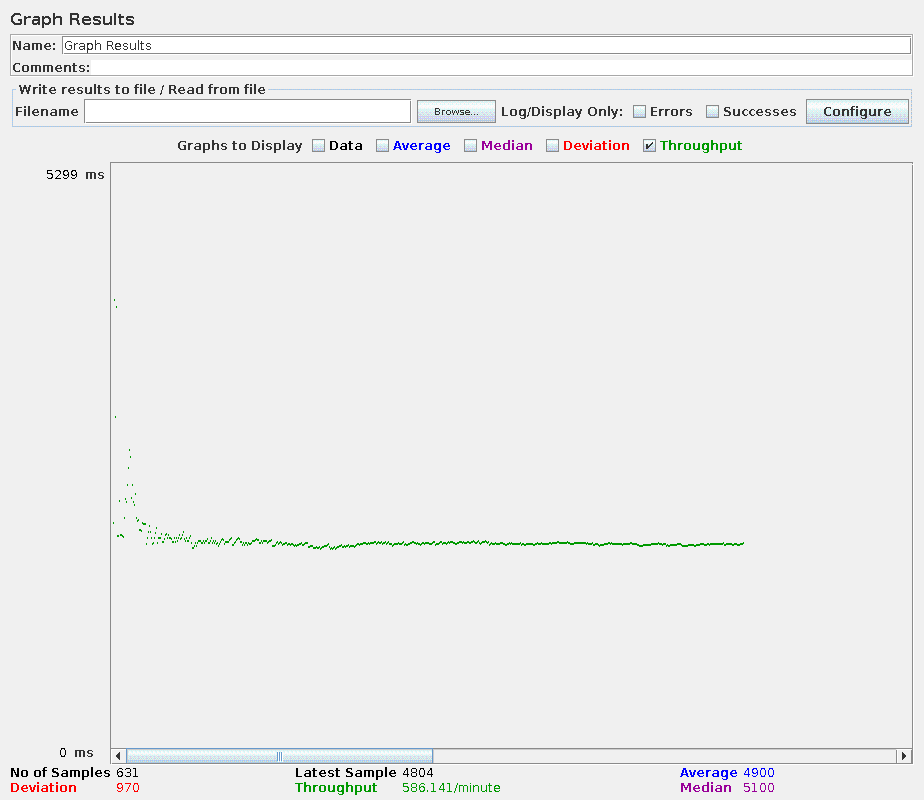 Graph Results
Name: Graph Results
Comments:
Write results to file / Read from file
Filename Browse... Log/Display Only: Errors Successes Configure
Graphs to Display Data Average Median Deviation Throughput
5299 ms
0 ms
No of Samples 631 Latest Sample 4804 Average 4900
Deviation 970 Throughput 586.141/minute Median 5100